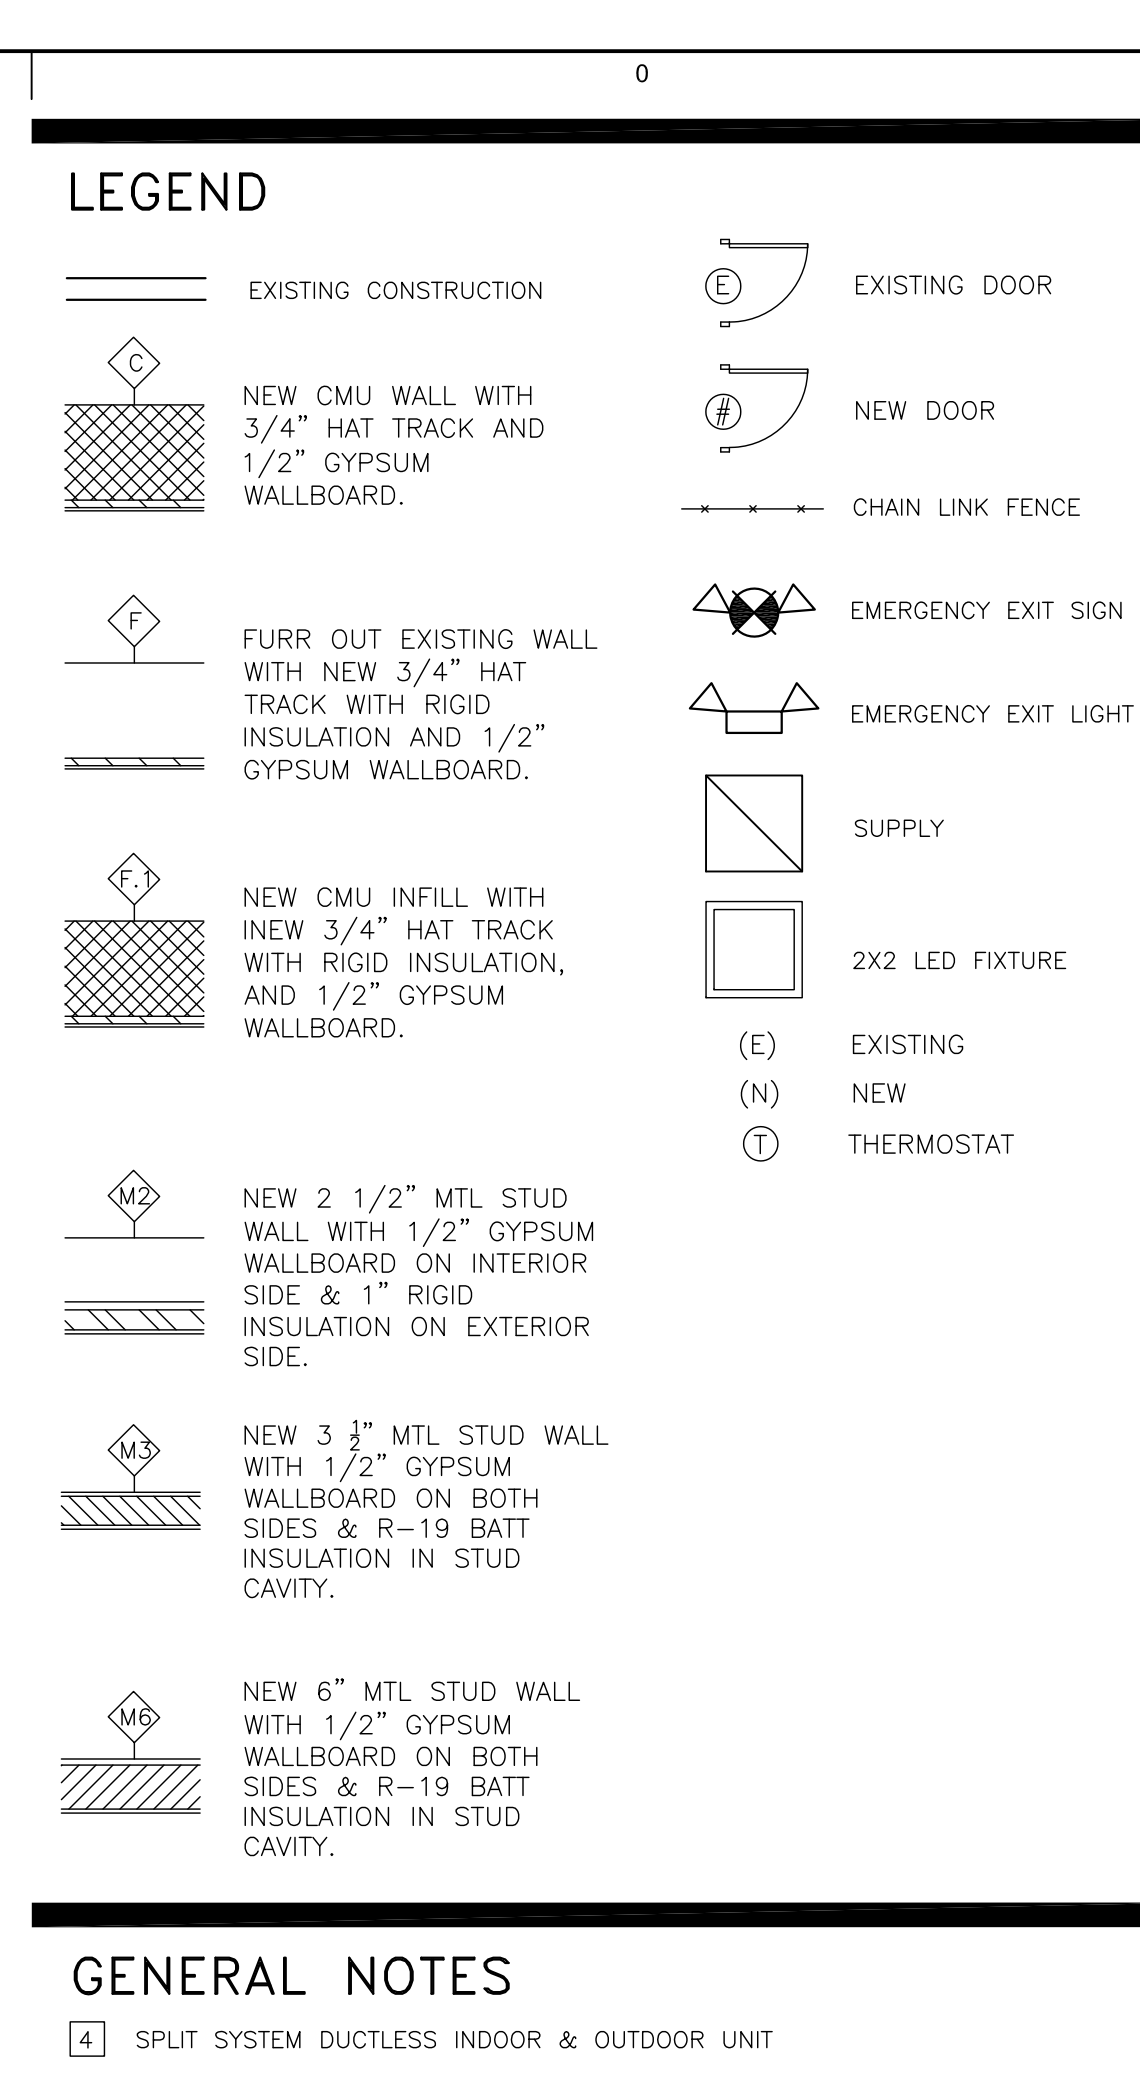 0
LEGEND
EXISTING CONSTRUCTION
C
NEW CMU WALL WITH
3/4” HAT TRACK AND
1/2” GYPSUM
WALLBOARD.
F
FURR OUT EXISTING WALL
WITH NEW 3/4” HAT
TRACK WITH RIGID
INSULATION AND 1/2”
GYPSUM WALLBOARD.
F.1
NEW CMU INFILL WITH
INEW 3/4” HAT TRACK
WITH RIGID INSULATION,
AND 1/2” GYPSUM
WALLBOARD.
M2
NEW 2 1/2” MTL STUD
WALL WITH 1/2” GYPSUM
WALLBOARD ON INTERIOR
SIDE & 1” RIGID
INSULATION ON EXTERIOR
SIDE.
M3
NEW 3 ½” MTL STUD WALL
WITH 1/2” GYPSUM
WALLBOARD ON BOTH
SIDES & R–19 BATT
INSULATION IN STUD
CAVITY.
M6
NEW 6” MTL STUD WALL
WITH 1/2” GYPSUM
WALLBOARD ON BOTH
SIDES & R–19 BATT
INSULATION IN STUD
CAVITY.
E
EXISTING DOOR
#
NEW DOOR
CHAIN LINK FENCE
EMERGENCY EXIT SIGN
EMERGENCY EXIT LIGHT
SUPPLY
2X2 LED FIXTURE
(E) EXISTING
(N) NEW
T THERMOSTAT
GENERAL NOTES
4 SPLIT SYSTEM DUCTLESS INDOOR & OUTDOOR UNIT